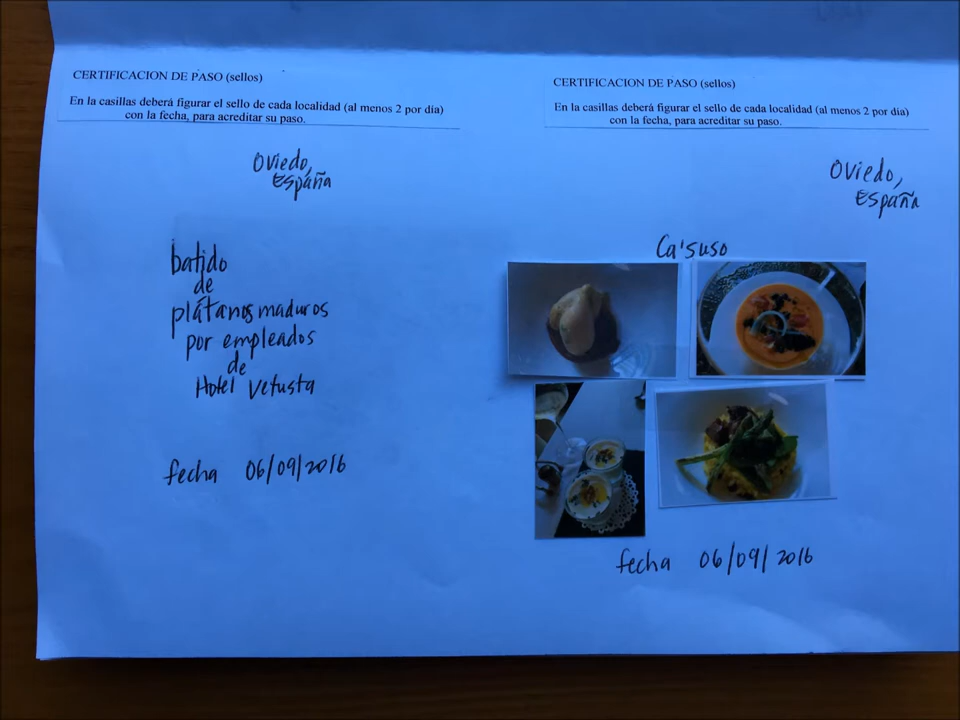 CERTIFICACION DE PASO (sellos)
En la casillas deberá figurar el sello de cada localidad (al menos 2 por día)
con la fecha, para acreditar su paso.
Oviedo,
España
batido
de
plátanos maduros
por empleados
de
Hotel Vetusta
fecha 06/09/2016
CERTIFICACION DE PASO (sellos)
En la casillas deberá figurar el sello de cada localidad (al menos 2 por día)
con la fecha, para acreditar su paso.
Oviedo,
España
Ca'suso
fecha 06/09/2016